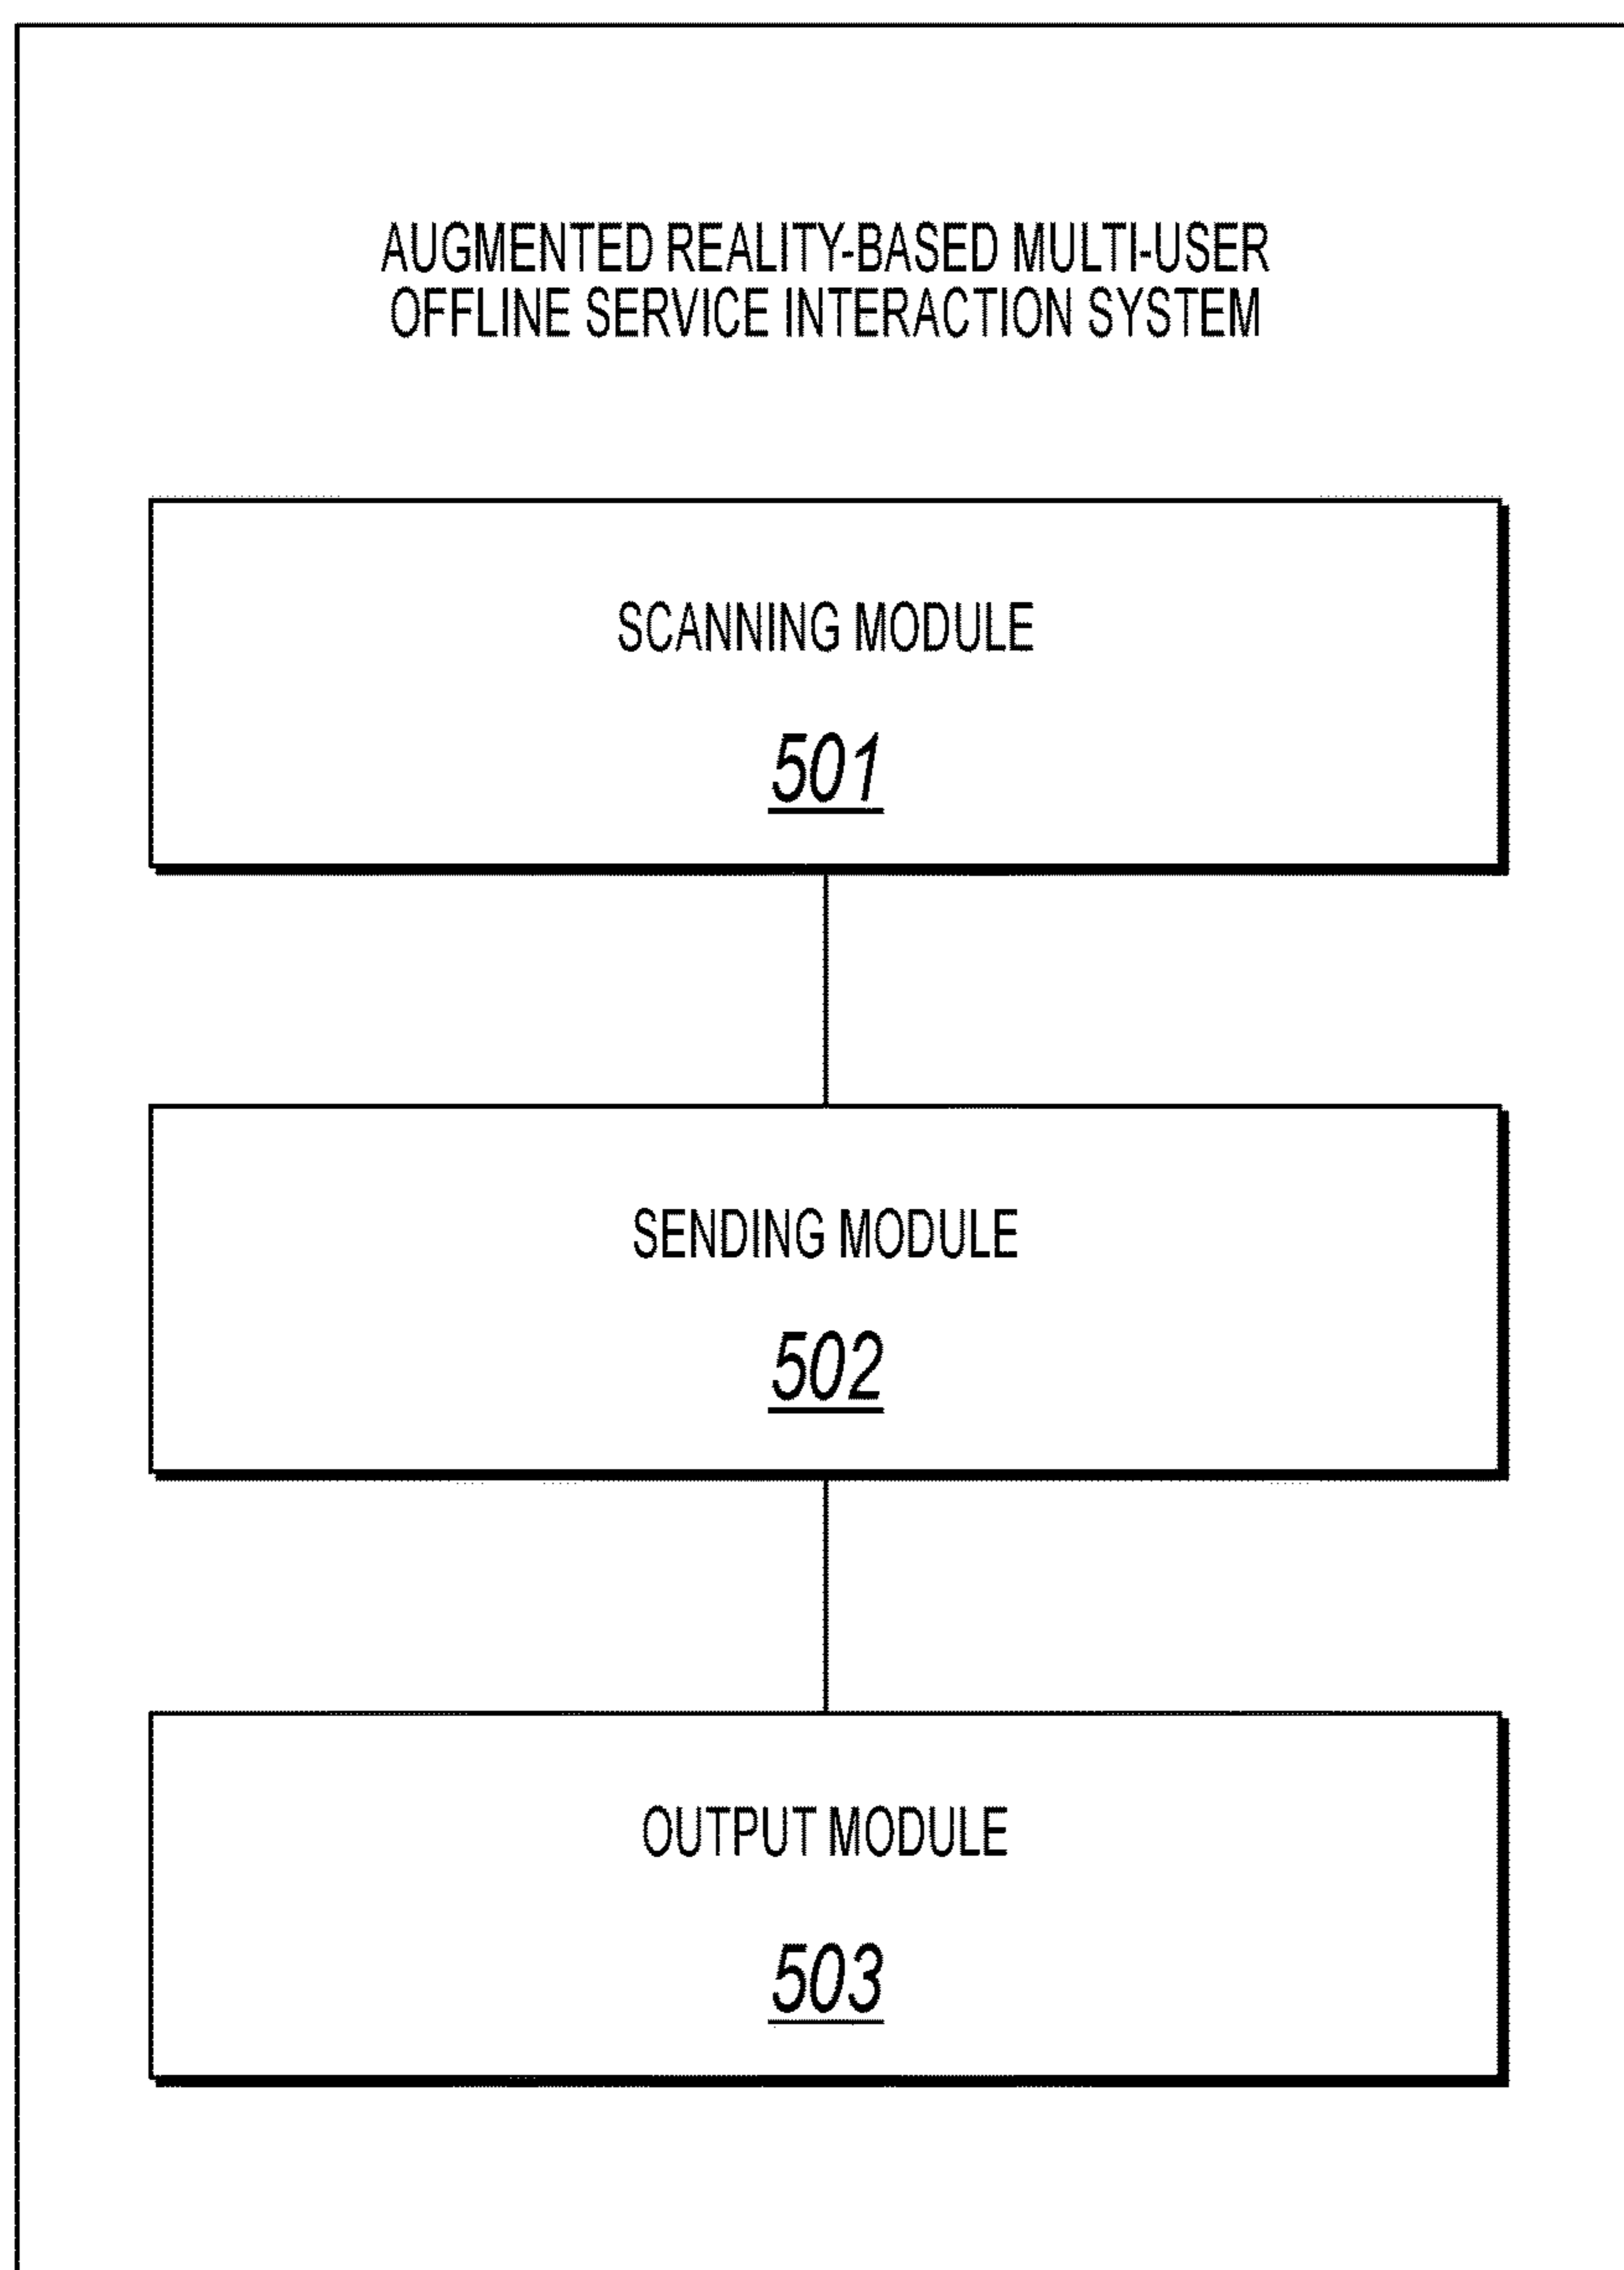 AUGMENTED REALITY-BASED MULTI-USER
OFFLINE SERVICE INTERACTION SYSTEM
SCANNING MODULE
501
SENDING MODULE
502
OUTPUT MODULE
503